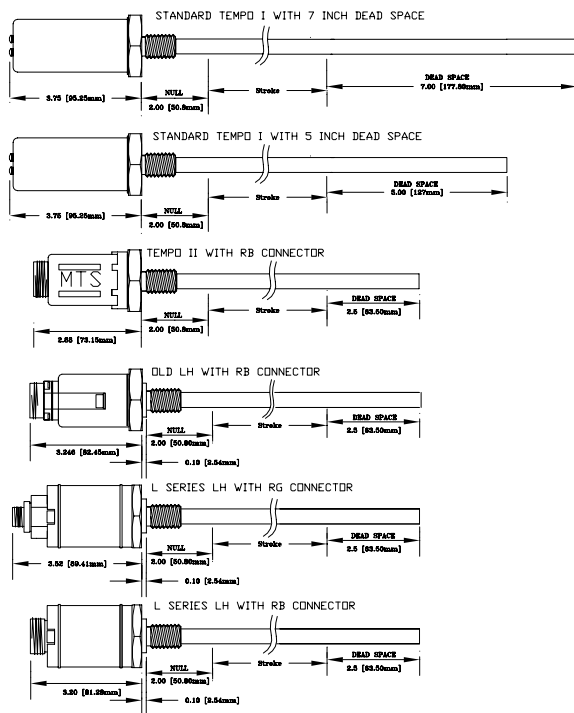 STANDARD TEMPO I WITH 7 INCH DEAD SPACE
DEAD SPACE
7.00 [177.80mm]
3.75 [95.25mm]
NULL
2.00 [50.8mm]
Stroke
STANDARD TEMPO I WITH 5 INCH DEAD SPACE
DEAD SPACE
5.00 [127mm]
3.75 [95.25mm]
NULL
2.00 [50.8mm]
Stroke
TEMPO II WITH RB CONNECTOR
MTS
DEAD SPACE
2.5 [63.50mm]
NULL
2.00 [50.8mm]
Stroke
[73.15mm]
OLD LH WITH RB CONNECTOR
DEAD SPACE
2.5 [63.50mm]
NULL
2.00 [50.80mm]
Stroke
3.246 [82.45mm]
0.10 [2.54mm]
L SERIES LH WITH RG CONNECTOR
DEAD SPACE
2.5 [63.50mm]
NULL
2.00 [50.80mm]
Stroke
3.52 [89.41mm]
0.10 [2.54mm]
L SERIES LH WITH RB CONNECTOR
DEAD SPACE
2.5 [63.50mm]
NULL
2.00 [50.80mm]
Stroke
3.20 [81.28mm]
0.10 [2.54mm]